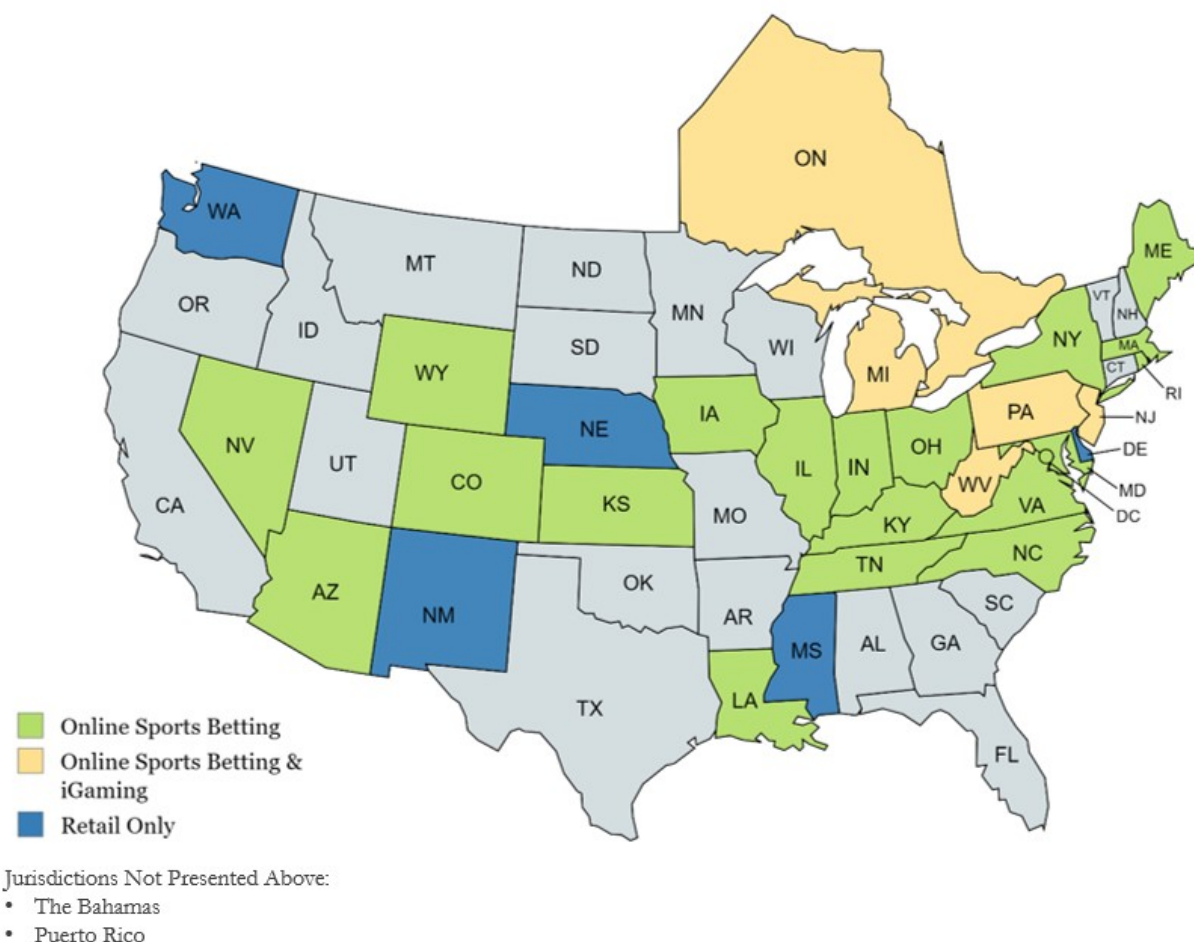 ON
WA
ME
MT
ND
VT
MN
OR
NH
ID
NY
MA
SD
WI
CT
WY
MI
RI
IA
PA
NJ
NE
OH
NV
DE
UT
IL
IN
CO
WV
MD
KS
VA
CA
MO
DC
KY
NC
TN
OK
AZ
SC
NM
AR
AL
GA
MS
LA
TX
FL
Online Sports Betting
Online Sports Betting &
iGaming
Retail Only
Jurisdictions Not Presented Above:
• The Bahamas
• Puerto Rico